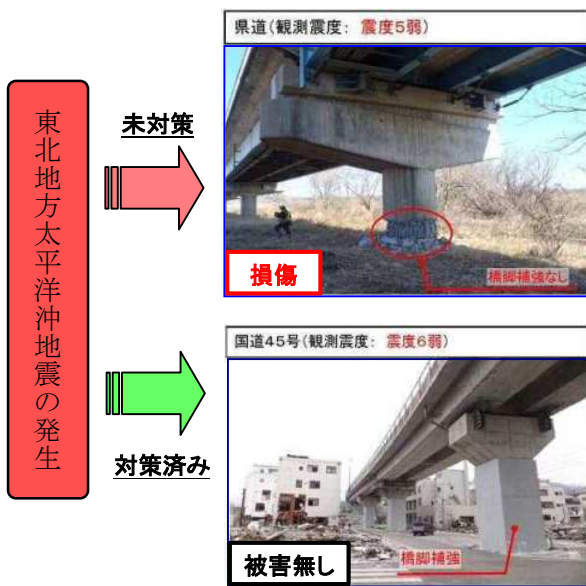 東北地方太平洋沖地震の発生
未対策
県道(観測震度: 震度5弱)
損傷
橋脚補強なし
対策済み
国道45号(観測震度: 震度6弱)
被害無し
橋脚補強